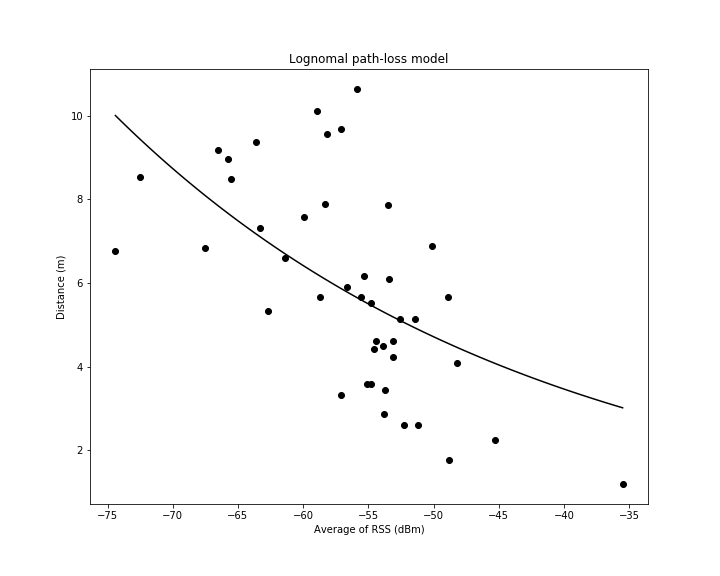 Lognomal path-loss model
10
8
6
4
2
Distance (m)
−75 −70 −65 −60 −55 −50 −45 −40 −35
Average of RSS (dBm)